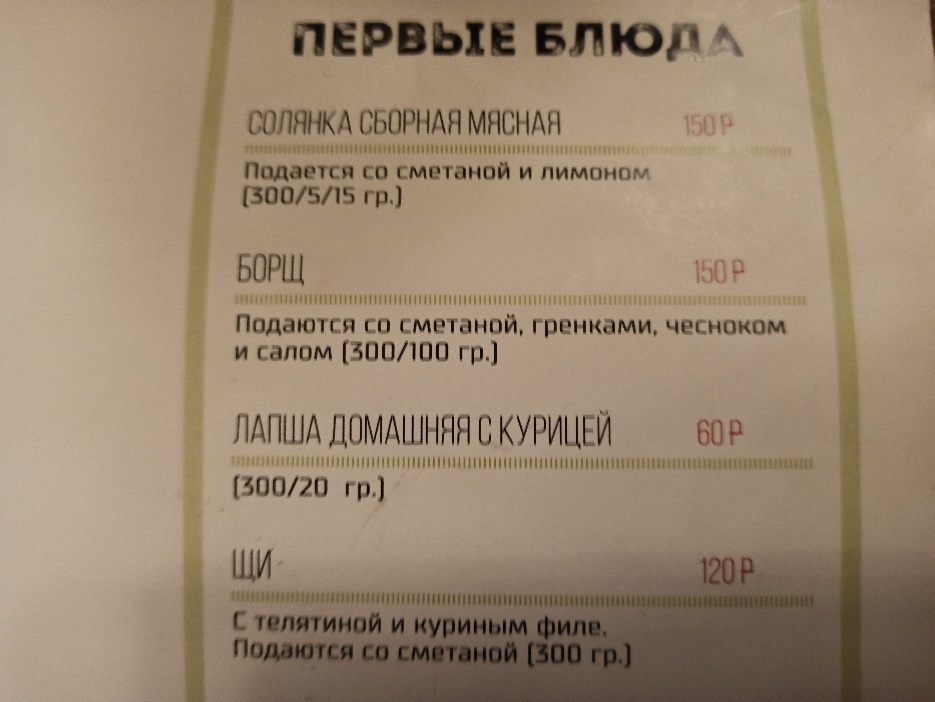 ПЕРВЫЕ БЛЮДА
СОЛЯНКА СБОРНАЯ МЯСНАЯ 150 ₽
Подается со сметаной и лимоном
(300/5/15 гр.)
БОРЩ 150 ₽
Подаются со сметаной, гренками, чесноком
и салом (300/100 гр.)
ЛАПША ДОМАШНЯЯ С КУРИЦЕЙ 60 ₽
(300/20 гр.)
ЩИ 120 ₽
С телятиной и куриным филе.
Подаются со сметаной (300 гр.)